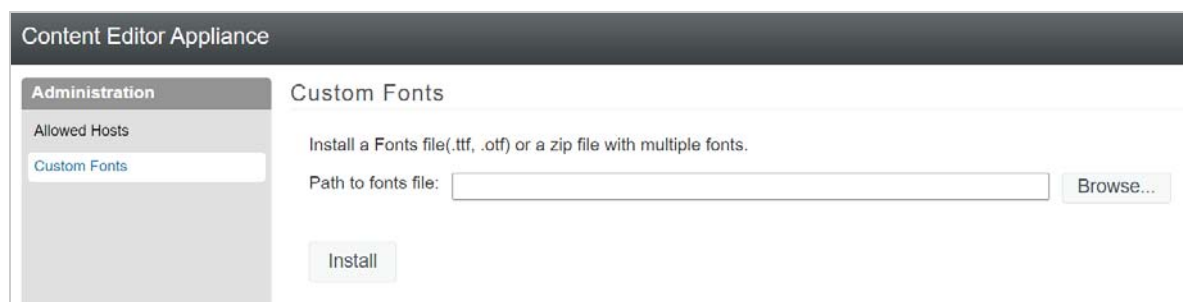 Content Editor Appliance
Administration
Allowed Hosts
Custom Fonts
Custom Fonts
Install a Fonts file(.ttf, .otf) or a zip file with multiple fonts.
Path to fonts file:
Browse...
Install